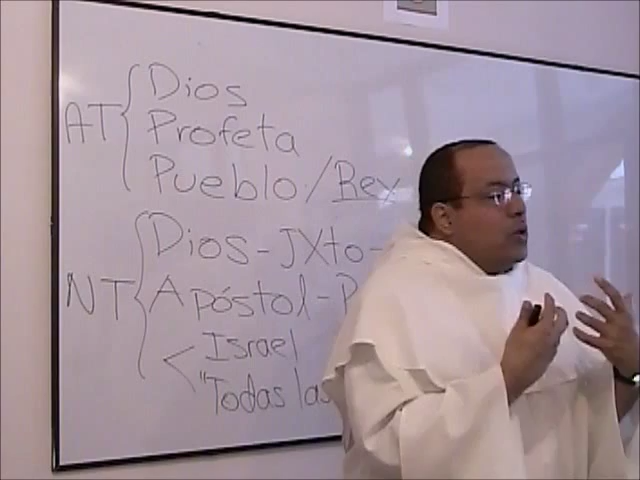 AT { Dios
Profeta
Pueblo / Rey
NT { Dios - JXto -
Apóstol -
< Israel
"Todas las